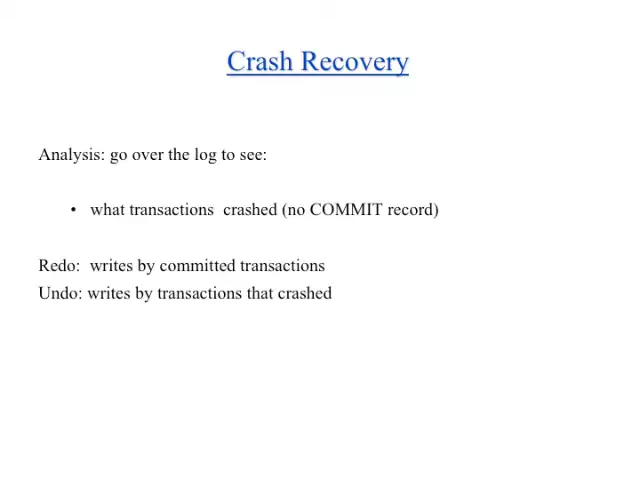 Crash Recovery
Analysis: go over the log to see:
• what transactions crashed (no COMMIT record)
Redo: writes by committed transactions
Undo: writes by transactions that crashed